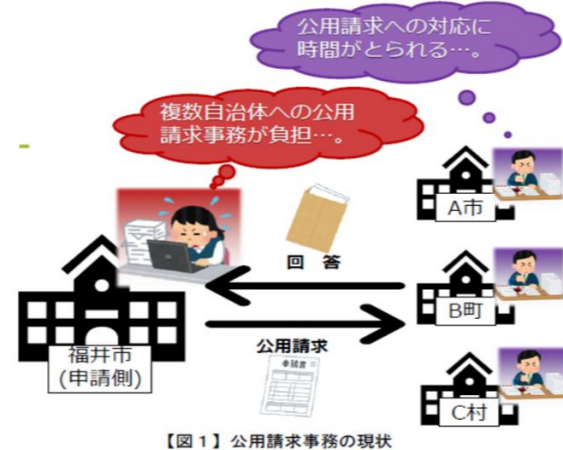 公用請求への対応に
時間がとられる…。
複数自治体への公用
請求事務が負担…。
A市
回 答
B町
福井市
(申請側)
公用請求
申請書
C村
【図1】公用請求事務の現状